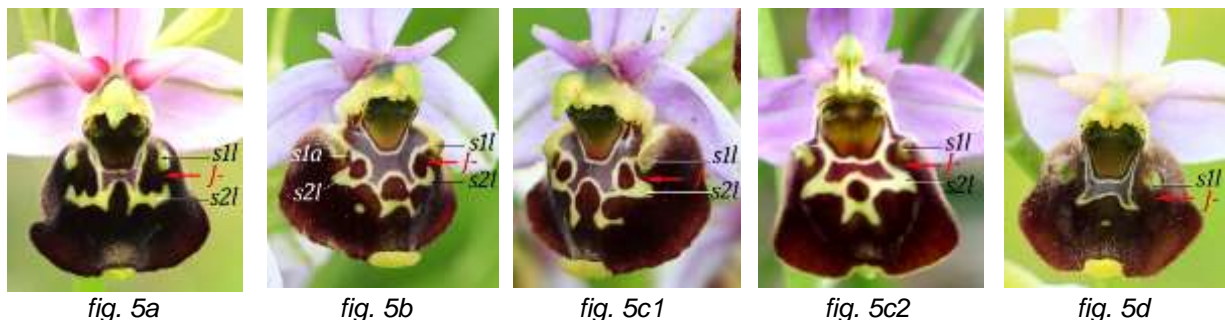 s1l
J-
s2l
s1a
s2l
s1l
J-
s2l
s1l
s2l
s1l
J-
s2l
s1l
J-
fig. 5a
fig. 5b
fig. 5c1
fig. 5c2
fig. 5d